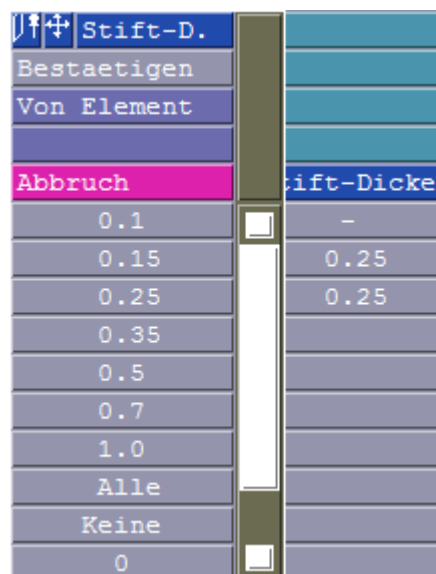 Stift-D.
Bestaetigen
Von Element
Abbruch
0.1
0.15
0.25
0.35
0.5
0.7
1.0
Alle
Keine
0
tift-Dicke
-
0.25
0.25